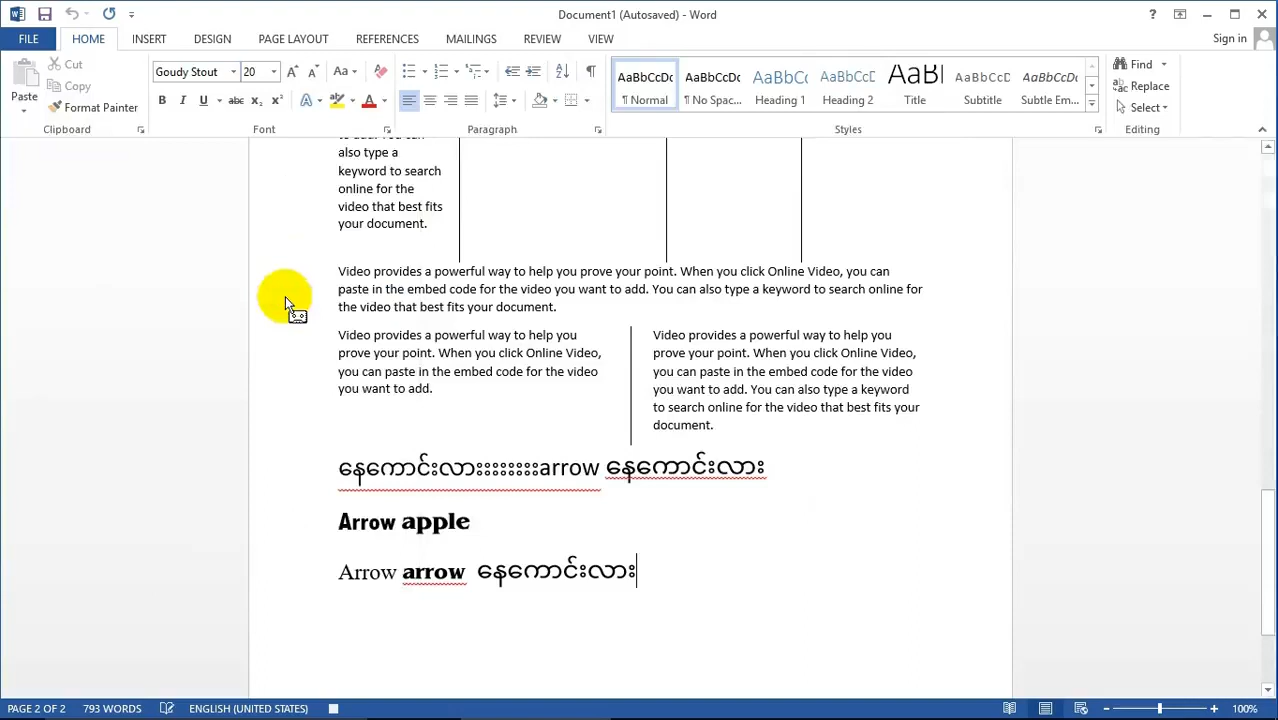 Document1 (Autosaved) - Word
?
FILE HOME INSERT DESIGN PAGE LAYOUT REFERENCES MAILINGS REVIEW VIEW Sign in
Paste
Cut
Copy
Format Painter
Clipboard
Goudy Stout 20
Aa
B I U abc x₂ x² A A
Font
Paragraph
AaBbCcDc AaBbCcDc AaBbCc AaBbCcD AaBl AaBbCcD AaBbCcDc
¶ Normal ¶ No Spac... Heading Heading 2 Title Subtitle Subtle Em...
Styles
Find
Replace
Select
Editing
also type a
keyword to search
online for the
video that best fits
your document.
Video provides a powerful way to help you prove your point. When you click Online Video, you can
paste in the embed code for the video you want to add. You can also type a keyword to search online for
the video that best fits your document.
Video provides a powerful way to help you
prove your point. When you click Online Video,
you can paste in the embed code for the video
you want to add.
Video provides a powerful way to help you
prove your point. When you click Online Video,
you can paste in the embed code for the video
you want to add. You can also type a keyword
to search online for the video that best fits your
document.
နေကောင်းလားးးးးးးးးarrow နေကောင်းလား
Arrow apple
Arrow arrow နေကောင်းလား
PAGE 2 OF 2 793 WORDS ENGLISH (UNITED STATES) 100%